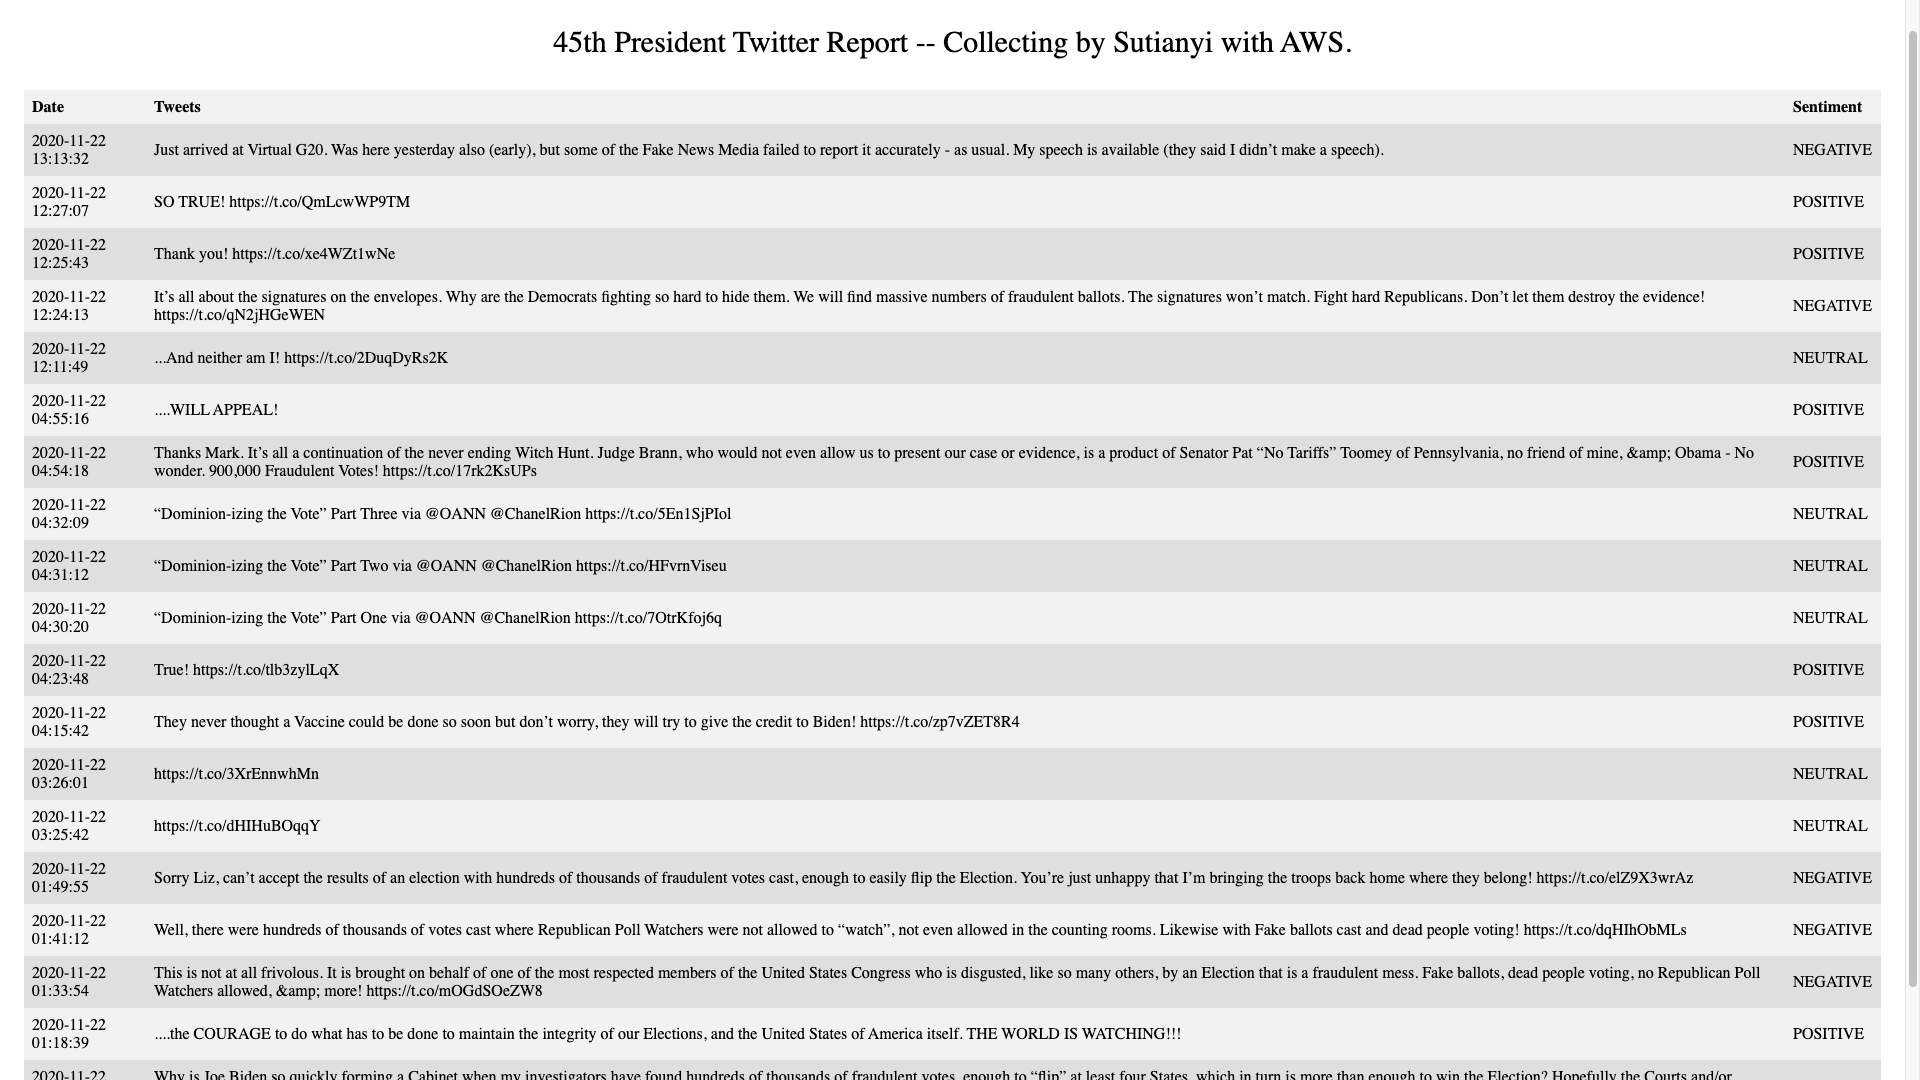 45th President Twitter Report -- Collecting by Sutianyi with AWS.
Date Tweets Sentiment
2020-11-22
13:13:32
Just arrived at Virtual G20. Was here yesterday also (early), but some of the Fake News Media failed to report it accurately - as usual. My speech is available (they said I didn’t make a speech).
NEGATIVE
2020-11-22
12:27:07
SO TRUE! https://t.co/QmLcwWP9TM
POSITIVE
2020-11-22
12:25:43
Thank you! https://t.co/xe4WZt1wNe
POSITIVE
2020-11-22
12:24:13
It’s all about the signatures on the envelopes. Why are the Democrats fighting so hard to hide them. We will find massive numbers of fraudulent ballots. The signatures won’t match. Fight hard Republicans. Don’t let them destroy the evidence!
https://t.co/qN2jHGeWEN
NEGATIVE
2020-11-22
12:11:49
...And neither am I! https://t.co/2DuqDyRs2K
NEUTRAL
2020-11-22
04:55:16
....WILL APPEAL!
POSITIVE
2020-11-22
04:54:18
Thanks Mark. It’s all a continuation of the never ending Witch Hunt. Judge Brann, who would not even allow us to present our case or evidence, is a product of Senator Pat “No Tariffs” Toomey of Pennsylvania, no friend of mine, &amp; Obama - No
wonder. 900,000 Fraudulent Votes! https://t.co/17rk2KsUPs
POSITIVE
2020-11-22
04:32:09
“Dominion-izing the Vote” Part Three via @OANN @ChanelRion https://t.co/5En1SjPIol
NEUTRAL
2020-11-22
04:31:12
“Dominion-izing the Vote” Part Two via @OANN @ChanelRion https://t.co/HFvrnViseu
NEUTRAL
2020-11-22
04:30:20
“Dominion-izing the Vote” Part One via @OANN @ChanelRion https://t.co/7OtrKfoj6q
NEUTRAL
2020-11-22
04:23:48
True! https://t.co/tlb3zylLqX
POSITIVE
2020-11-22
04:15:42
They never thought a Vaccine could be done so soon but don’t worry, they will try to give the credit to Biden! https://t.co/zp7vZET8R4
POSITIVE
2020-11-22
03:26:01
https://t.co/3XrEnnwhMn
NEUTRAL
2020-11-22
03:25:42
https://t.co/dHIHuBOqqY
NEUTRAL
2020-11-22
01:49:55
Sorry Liz, can’t accept the results of an election with hundreds of thousands of fraudulent votes cast, enough to easily flip the Election. You’re just unhappy that I’m bringing the troops back home where they belong! https://t.co/elZ9X3wrAz
NEGATIVE
2020-11-22
01:41:12
Well, there were hundreds of thousands of votes cast where Republican Poll Watchers were not allowed to “watch”, not even allowed in the counting rooms. Likewise with Fake ballots cast and dead people voting! https://t.co/dqHIhObMLs
NEGATIVE
2020-11-22
01:33:54
This is not at all frivolous. It is brought on behalf of one of the most respected members of the United States Congress who is disgusted, like so many others, by an Election that is a fraudulent mess. Fake ballots, dead people voting, no Republican Poll
Watchers allowed, &amp; more! https://t.co/mOGdSOeZW8
NEGATIVE
2020-11-22
01:18:39
....the COURAGE to do what has to be done to maintain the integrity of our Elections, and the United States of America itself. THE WORLD IS WATCHING!!!
POSITIVE
2020-11-22
Why is Joe Biden so quickly forming a Cabinet when my investigators have found hundreds of thousands of fraudulent votes, enough to “flip” at least four States, which in turn is more than enough to win the Election? Hopefully the Courts and/or